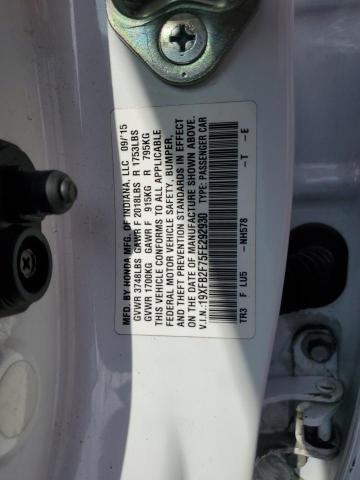 MFD. BY HONDA MFG. OF INDIANA, LLC 09/15
GVWR 3748LBS GAWR F 2018LBS R 1753LBS
GVWR 1700KG GAWR F 915KG R 795KG
THIS VEHICLE CONFORMS TO ALL APPLICABLE
FEDERAL MOTOR VEHICLE SAFETY, BUMPER,
AND THEFT PREVENTION STANDARDS IN EFFECT
ON THE DATE OF MANUFACTURE SHOWN ABOVE.
V.I.N.:19XFB2F75FE292930 TYPE: PASSENGER CAR
TR3 F LU5 -NH578 -T -E